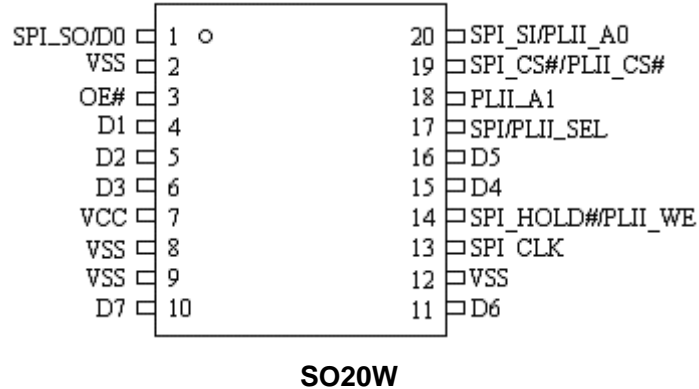 SPI_SO/D0 1 20 SPI_SI/PLII_A0
VSS 2 19 SPI_CS#/PLII_CS#
OE# 3 18 PLII_A1
D1 4 17 SPI/PLII_SEL
D2 5 16 D5
D3 6 15 D4
VCC 7 14 SPI_HOLD#/PLII_WE
VSS 8 13 SPI CLK
VSS 9 12 VSS
D7 10 11 D6
SO20W